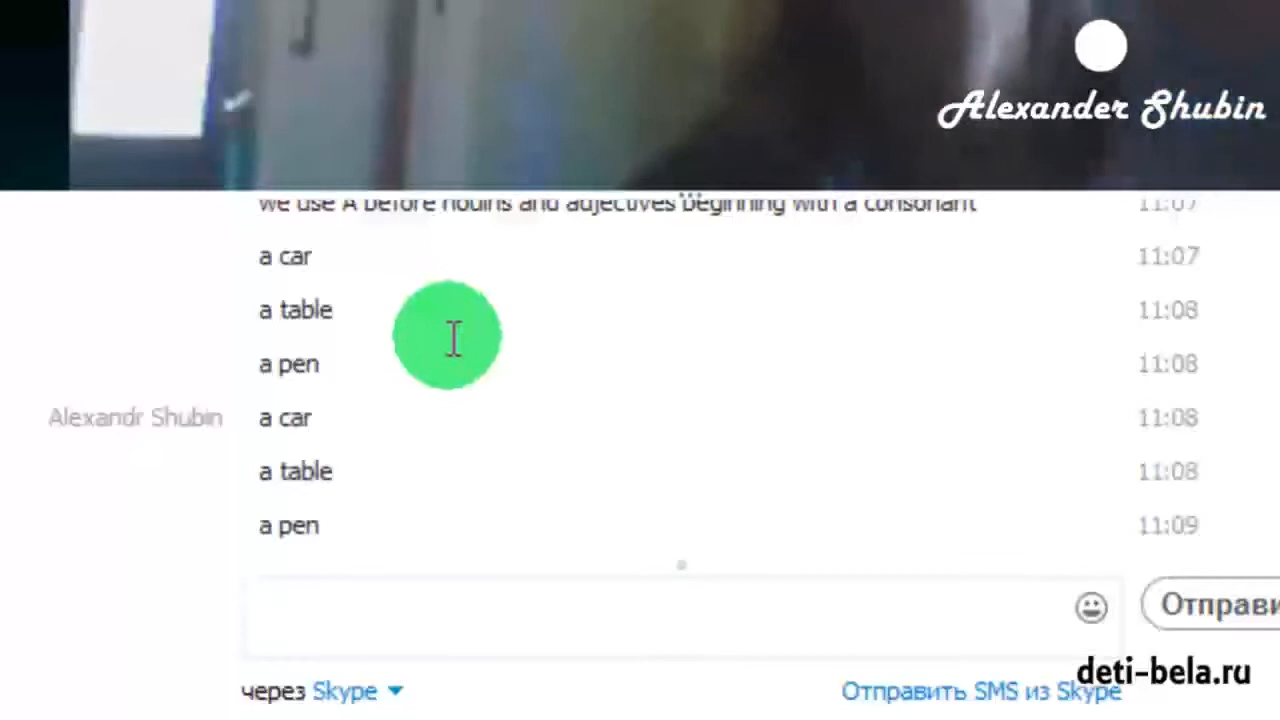 Alexander Shubin
we use A before nouns and adjectives beginning with a consonant 11:07
a car 11:07
a table 11:08
a pen 11:08
Alexandr Shubin a car 11:08
a table 11:08
a pen 11:09
Отправи
deti-bela.ru
через Skype Отправить SMS из Skype